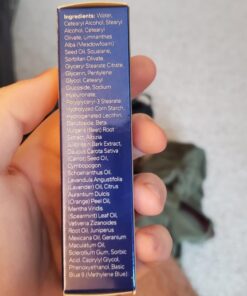 Ingredients: Water,
Cetearyl Alcohol, Stearyl
Alcohol, Cetearyl
Olivate, Limnanthes
Alba (Meadowfoam)
Seed Oil, Squalane,
Sorbitan Olivate,
Glyceryl Stearate Citrate,
Glycerin, Pentylene
Glycol, Cetearyl
Glucoside, Sodium
Hyaluronate,
Polyglyceryl-3 Stearate,
Hydrolyzed Corn Starch,
Hydrogenated Lecithin,
Betula
Vulgaris (Beet) Root
Extract, Albizia
Julibrissin Bark Extract,
Daucus Carota Sativa
(Carrot) Seed Oil,
Cymbopogon
Schoenanthus Oil,
Lavandula Angustifolia
(Lavender) Oil, Citrus
Aurantium Dulcis
(Orange) Peel Oil,
Mentha Viridis
(Spearmint) Leaf Oil,
Vetiveria Zizanoides
Root Oil, Juniperus
Mexicana Oil, Geranium
Maculatum Oil,
Sclerotium Gum, Sorbic
Acid, Caprylyl Glycol,
Phenoxyethanol, Basic
Blue 9 (Methylene Blue)